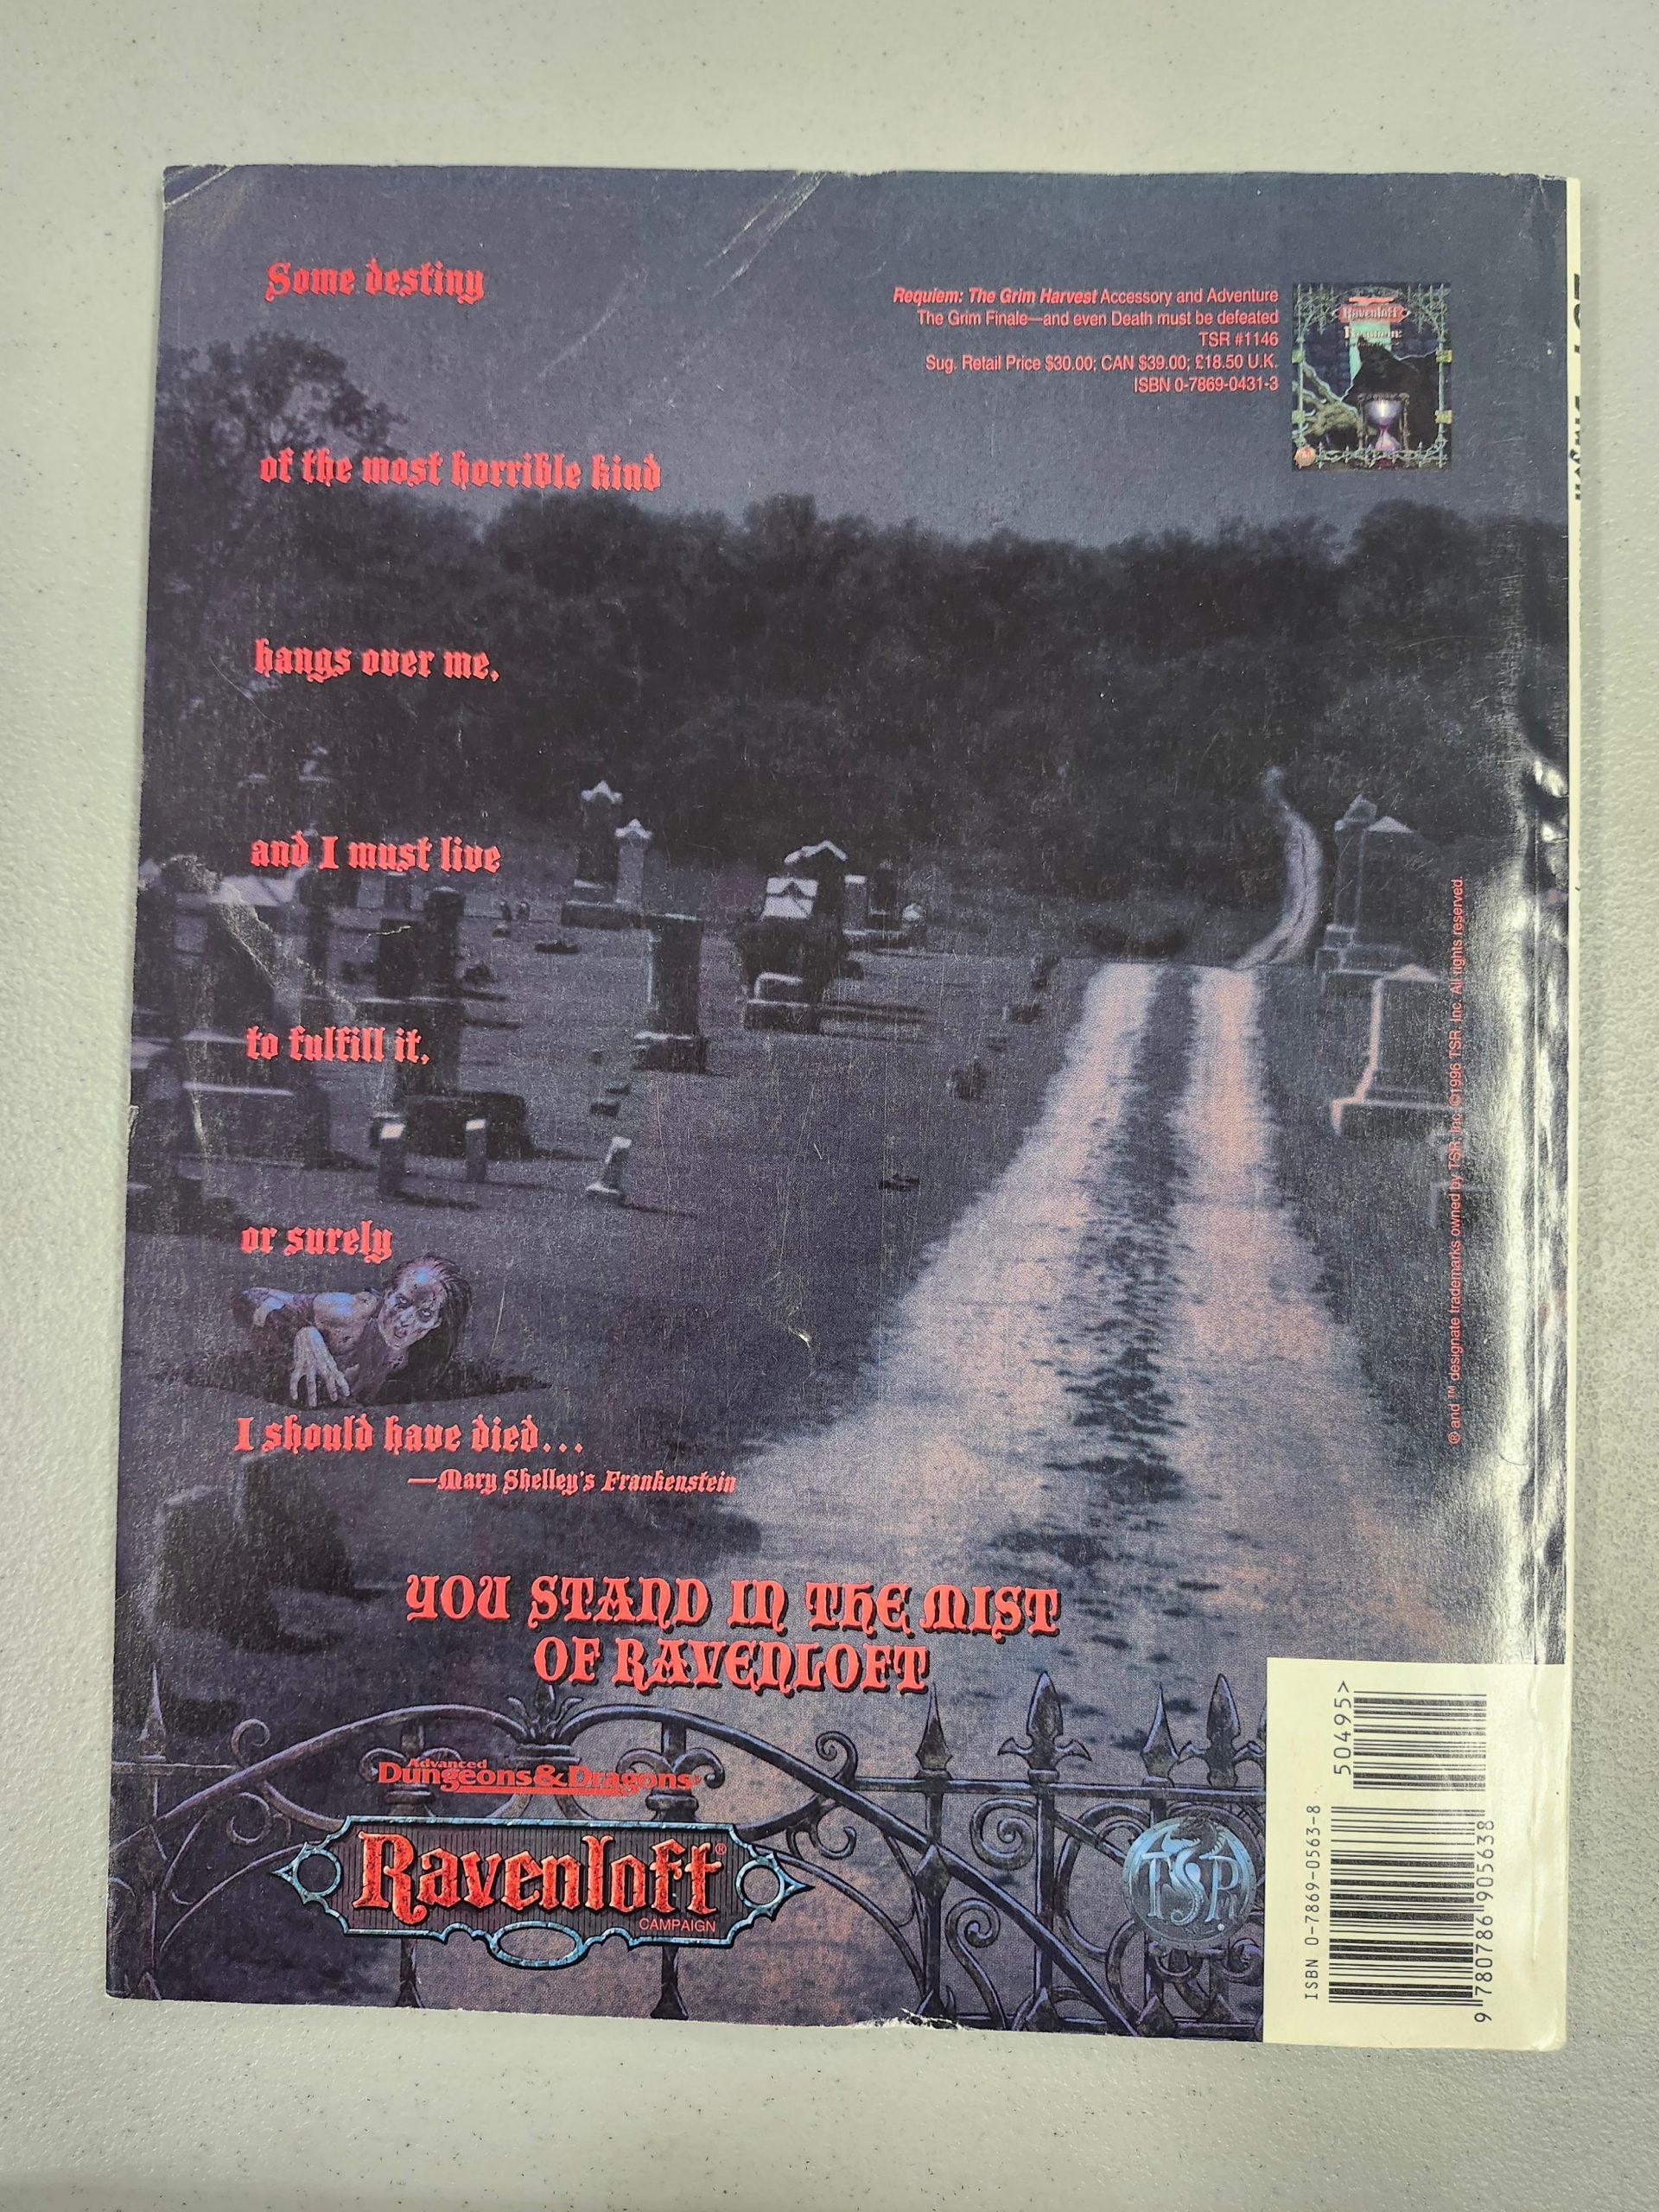 Some destiny
of the most horrible kind
hangs over me,
and I must live
to fulfill it,
or surely
I should have died...
—Mary Shelley's Frankenstein
Requiem: The Grim Harvest Accessory and Adventure
The Grim Finale—and even Death must be defeated
TSR #1146
Sug. Retail Price $30.00; CAN $39.00; £18.50 U.K.
ISBN 0-7869-0431-3
Ravenloft
Requiem:
® and ™ designate trademarks owned by TSR, Inc. ©1996 TSR, Inc. All rights reserved.
YOU STAND IN THE MIST
OF RAVENLOFT
Advanced
Dungeons & Dragons®
Ravenloft®
CAMPAIGN
TSR
ISBN 0-7869-0563-8
50495>
9 780786 905638